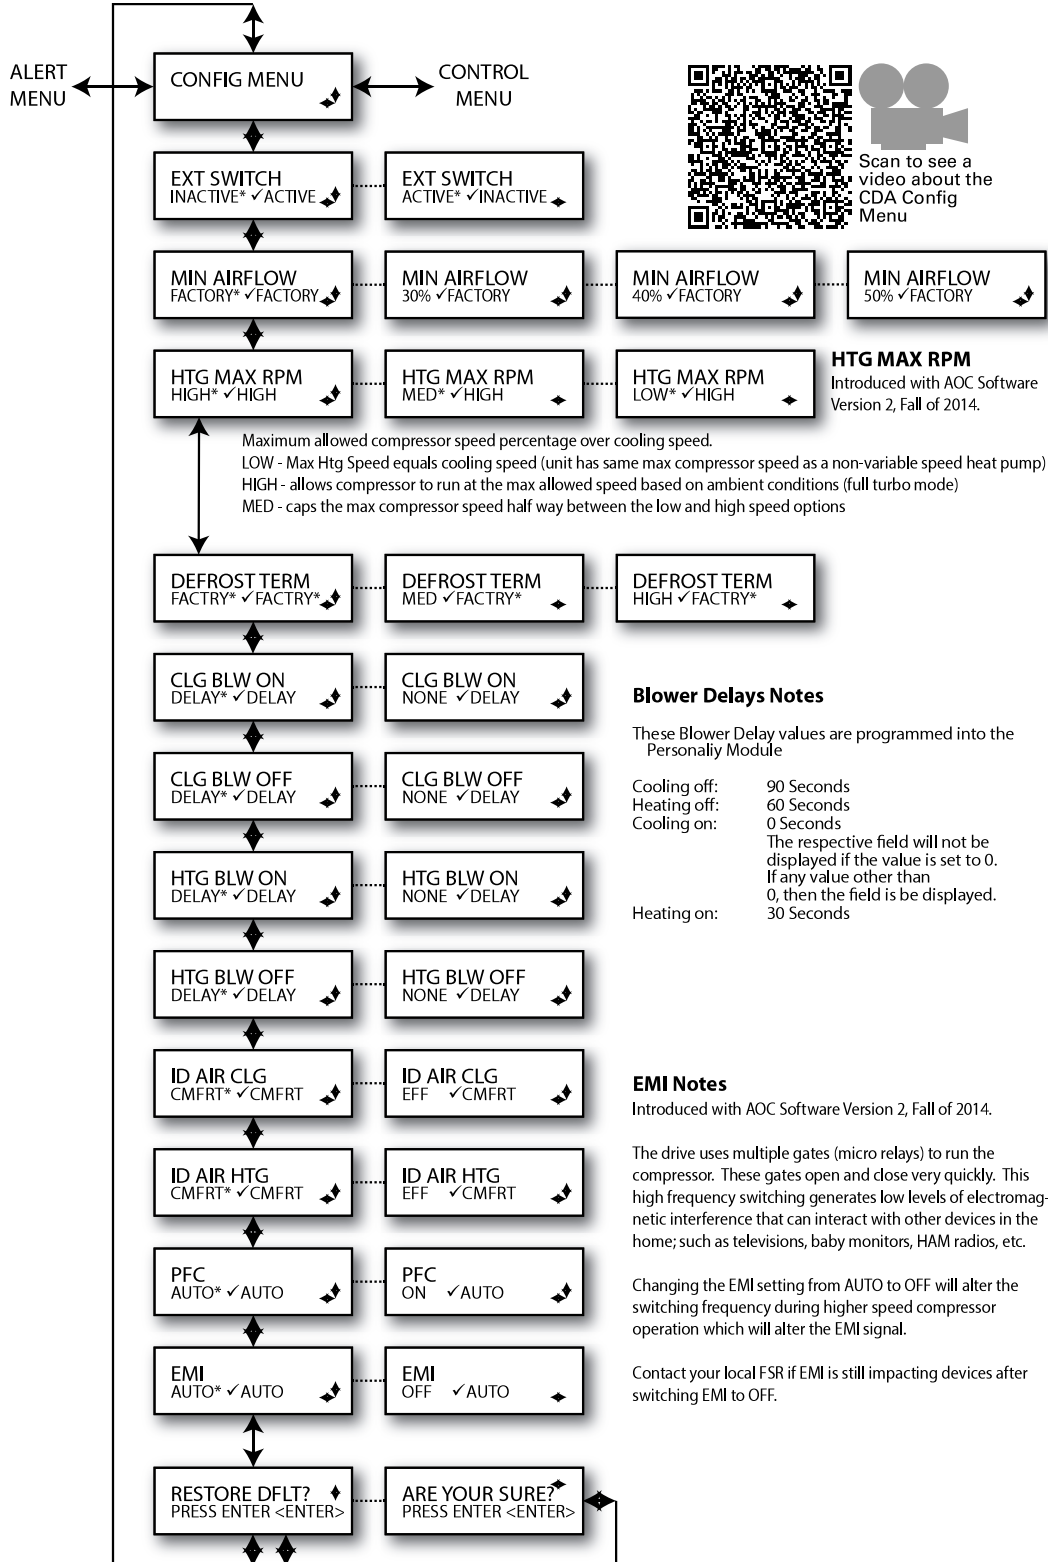 ALERT
MENU
CONFIG MENU
CONTROL
MENU
Scan to see a
video about the
CDA Config
Menu
EXT SWITCH
INACTIVE* ✓ACTIVE
EXT SWITCH
ACTIVE* ✓INACTIVE
MIN AIRFLOW
FACTORY* ✓FACTORY
MIN AIRFLOW
30% ✓FACTORY
MIN AIRFLOW
40% ✓FACTORY
MIN AIRFLOW
50% ✓FACTORY
HTG MAX RPM
HIGH* ✓HIGH
HTG MAX RPM
MED* ✓HIGH
HTG MAX RPM
LOW* ✓HIGH
HTG MAX RPM
Introduced with AOC Software
Version 2, Fall of 2014.
Maximum allowed compressor speed percentage over cooling speed.
LOW - Max Htg Speed equals cooling speed (unit has same max compressor speed as a non-variable speed heat pump)
HIGH - allows compressor to run at the max allowed speed based on ambient conditions (full turbo mode)
MED - caps the max compressor speed half way between the low and high speed options
DEFROST TERM
FACTRY* ✓FACTRY*
DEFROST TERM
MED ✓FACTRY*
DEFROST TERM
HIGH ✓FACTRY*
CLG BLW ON
DELAY* ✓DELAY
CLG BLW ON
NONE ✓DELAY
CLG BLW OFF
DELAY* ✓DELAY
CLG BLW OFF
NONE ✓DELAY
HTG BLW ON
DELAY* ✓DELAY
HTG BLW ON
NONE ✓DELAY
HTG BLW OFF
DELAY* ✓DELAY
HTG BLW OFF
NONE ✓DELAY
Blower Delays Notes
These Blower Delay values are programmed into the
Personaliy Module
Cooling off: 90 Seconds
Heating off: 60 Seconds
Cooling on: 0 Seconds
The respective field will not be
displayed if the value is set to 0.
If any value other than
0, then the field is be displayed.
Heating on: 30 Seconds
ID AIR CLG
CMFRT* ✓CMFRT
ID AIR CLG
EFF ✓CMFRT
ID AIR HTG
CMFRT* ✓CMFRT
ID AIR HTG
EFF ✓CMFRT
PFC
AUTO* ✓AUTO
PFC
ON ✓AUTO
EMI
AUTO* ✓AUTO
EMI
OFF ✓AUTO
EMI Notes
Introduced with AOC Software Version 2, Fall of 2014.
The drive uses multiple gates (micro relays) to run the
compressor. These gates open and close very quickly. This
high frequency switching generates low levels of electromag-
netic interference that can interact with other devices in the
home; such as televisions, baby monitors, HAM radios, etc.
Changing the EMI setting from AUTO to OFF will alter the
switching frequency during higher speed compressor
operation which will alter the EMI signal.
Contact your local FSR if EMI is still impacting devices after
switching EMI to OFF.
RESTORE DFLT?
PRESS ENTER <ENTER>
ARE YOUR SURE?
PRESS ENTER <ENTER>